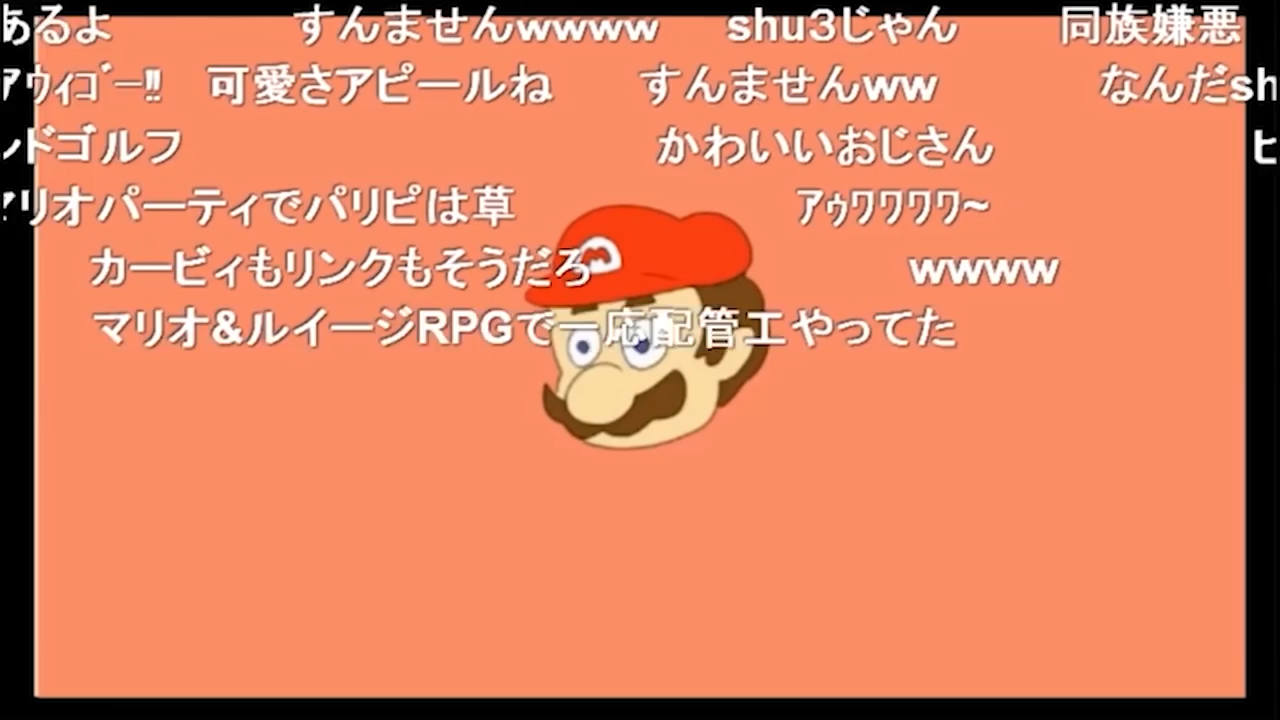 あるよ すんませんwwww shu3じゃん 同族嫌悪
ｱｳｨｺﾞｰ!! 可愛さアピールね すんませんww なんだsh
ンドゴルフ かわいいおじさん ヒ
マリオパーティでパリピは草 ｱｩﾜﾜﾜﾜ~
カービィもリンクもそうだろ wwww
マリオ&ルイージRPGで一応配管工やってた
M